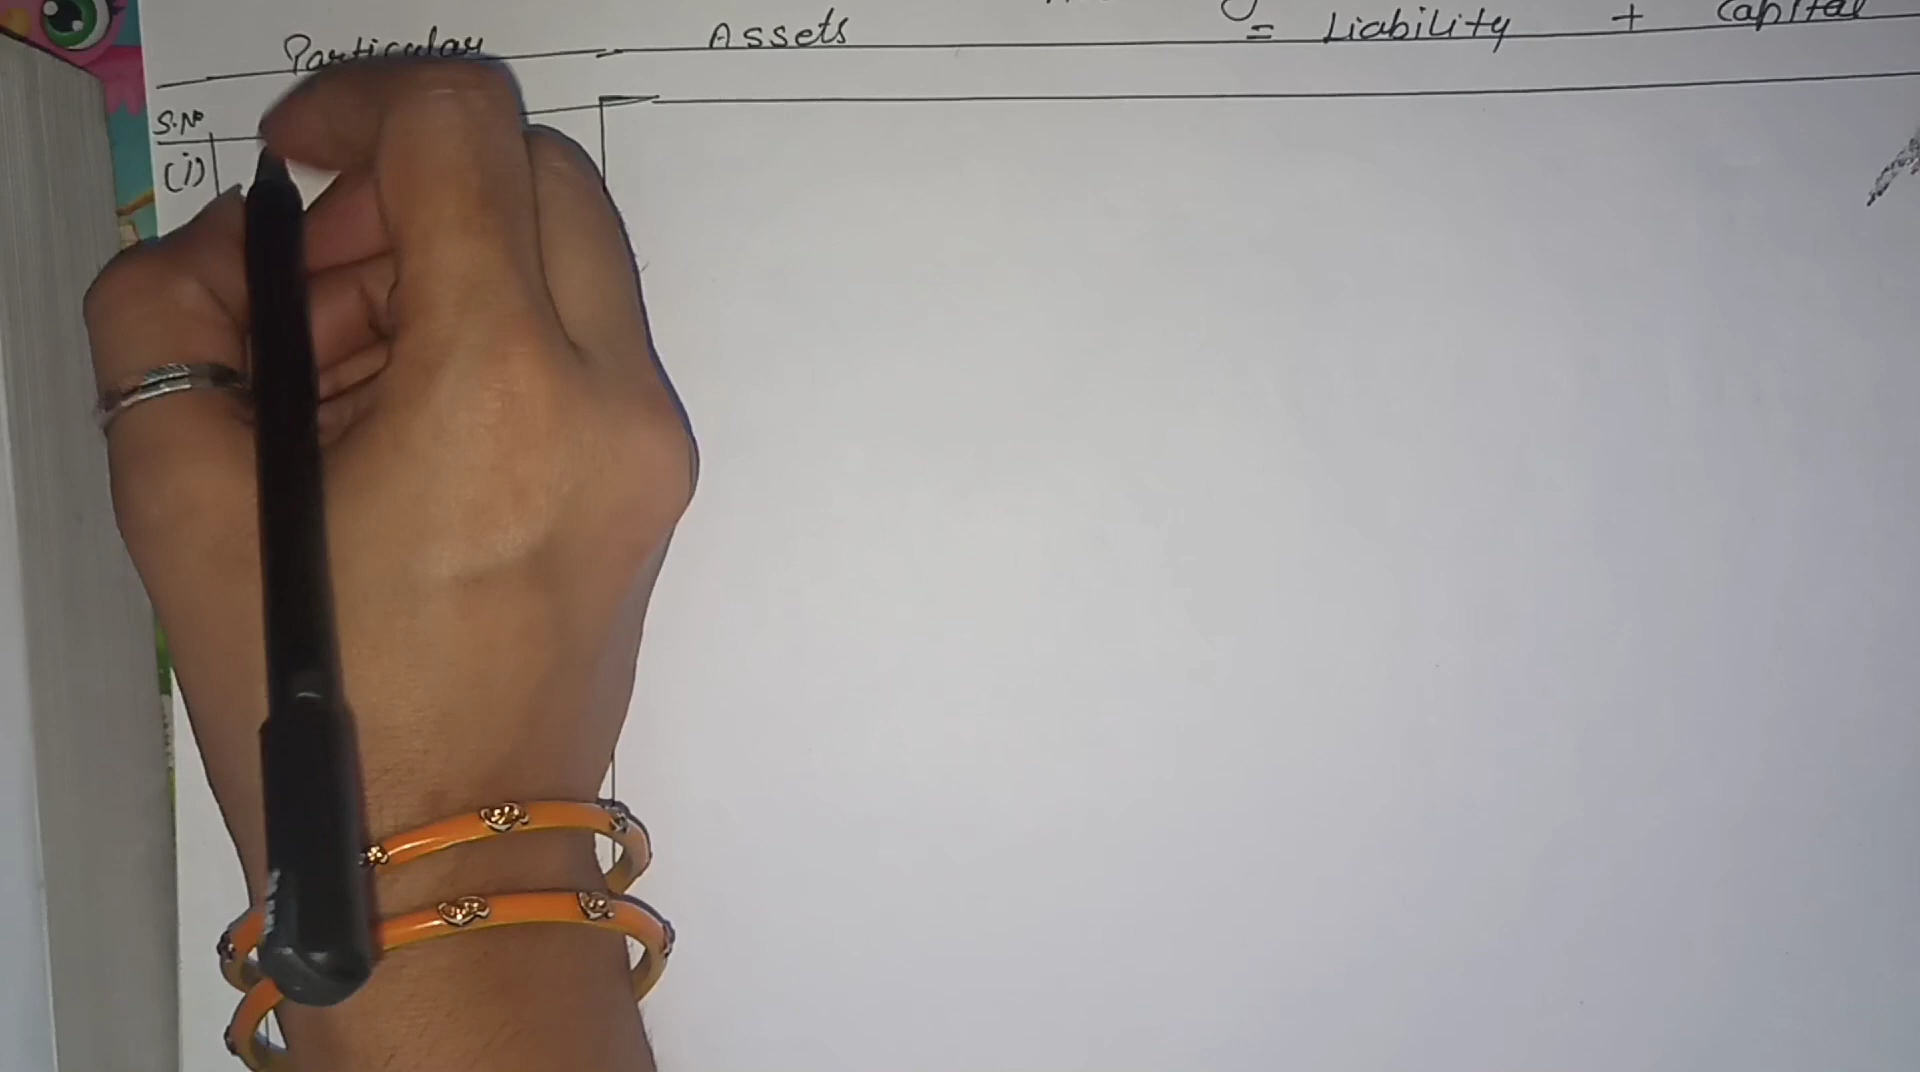 Particular Assets = Liability + Capital
S.No
(i)